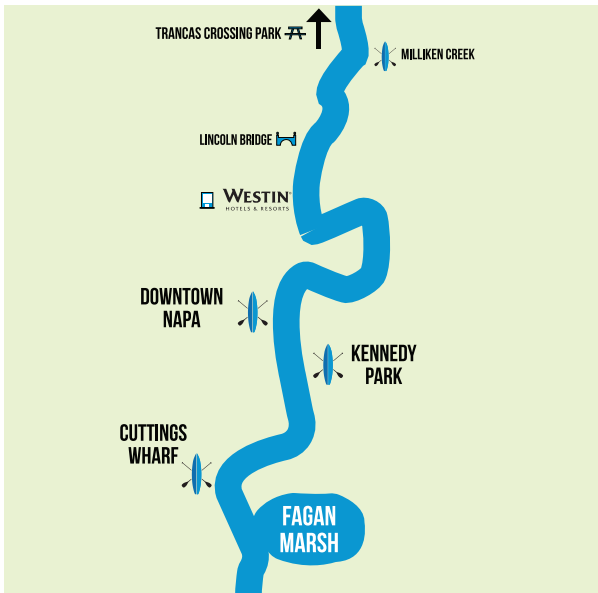 TRANCAS CROSSING PARK
MILLIKEN CREEK
LINCOLN BRIDGE
WESTIN
HOTELS & RESORTS
DOWNTOWN
NAPA
KENNEDY
PARK
CUTTINGS
WHARF
FAGAN
MARSH